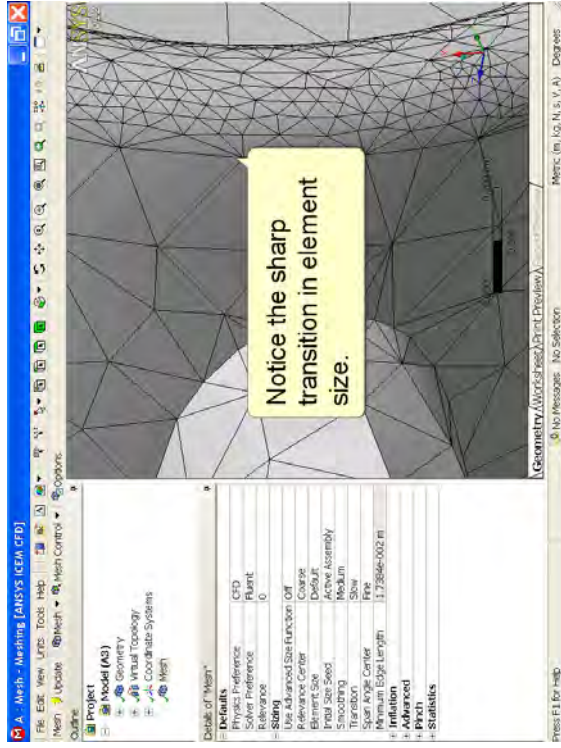 A : Mesh - Meshing [ANSYS ICEM CFD]
File Edit View Units Tools Help
Mesh Update Mesh Mesh Control Options
Outline
Project
Model (A3)
Geometry
Virtual Topology
Coordinate Systems
Mesh
Details of "Mesh"
Defaults
Physics Preference CFD
Solver Preference Fluent
Relevance 0
Sizing
Use Advanced Size Function Off
Relevance Center Coarse
Element Size Default
Initial Size Seed Active Assembly
Smoothing Medium
Transition Slow
Span Angle Center Fine
Minimum Edge Length 1.7384e-002 m
Inflation
Advanced
Pinch
Statistics
ANSYS
Notice the sharp
transition in element
size.
Geometry Worksheet Print Preview
Press F1 for Help
No Messages No Selection Metric (m, kg, N, s, V, A) Degrees